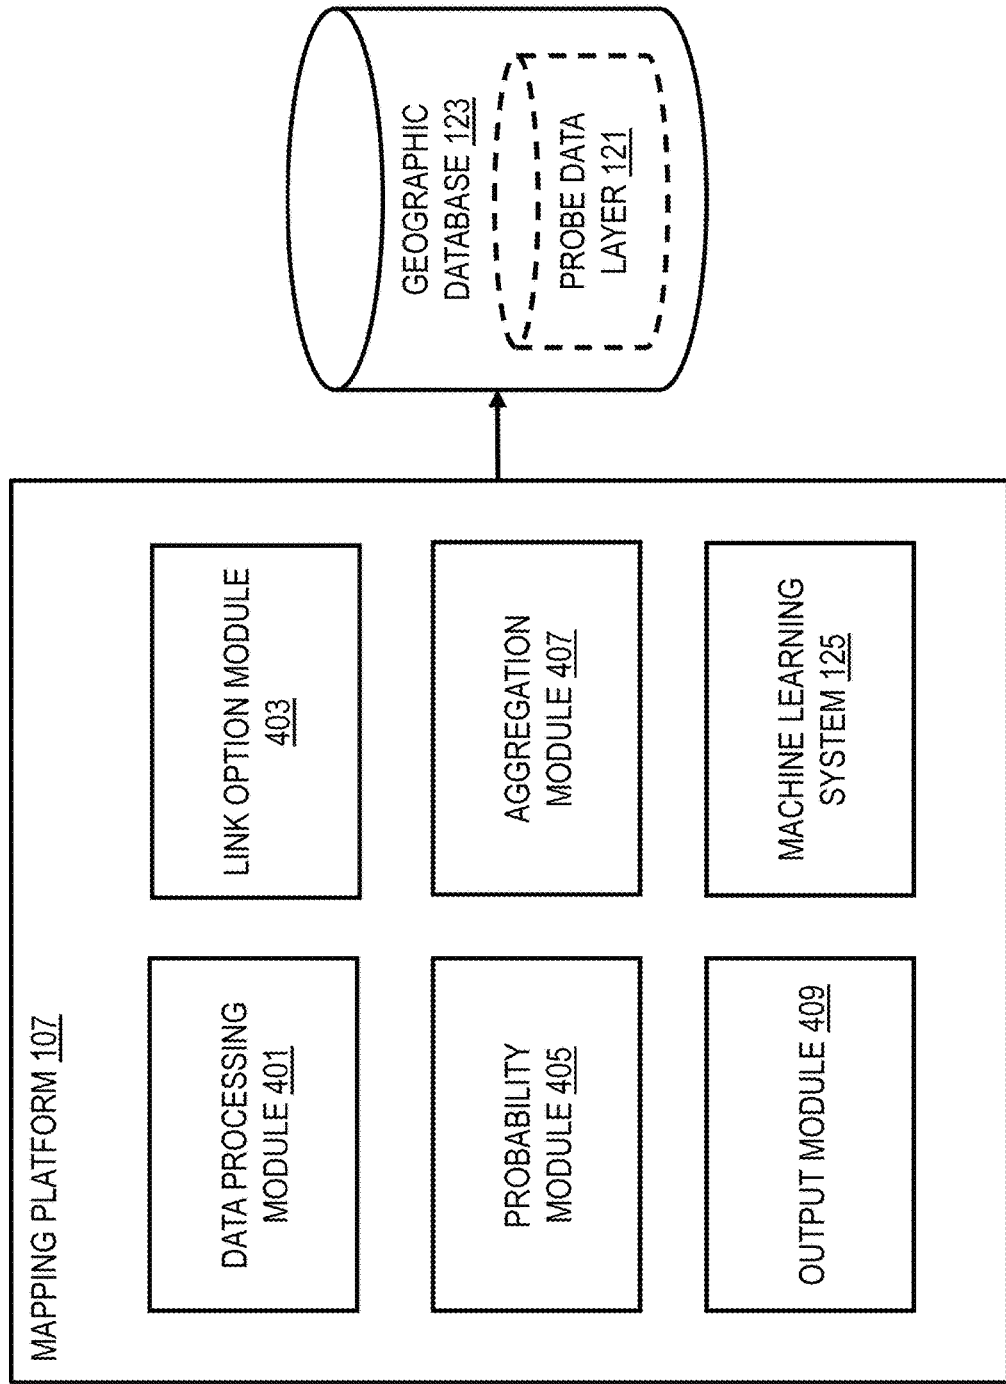 MAPPING PLATFORM 107
DATA PROCESSING
MODULE 401
LINK OPTION MODULE
403
PROBABILITY
MODULE 405
AGGREGATION
MODULE 407
OUTPUT MODULE 409
MACHINE LEARNING
SYSTEM 125
GEOGRAPHIC
DATABASE 123
PROBE DATA
LAYER 121